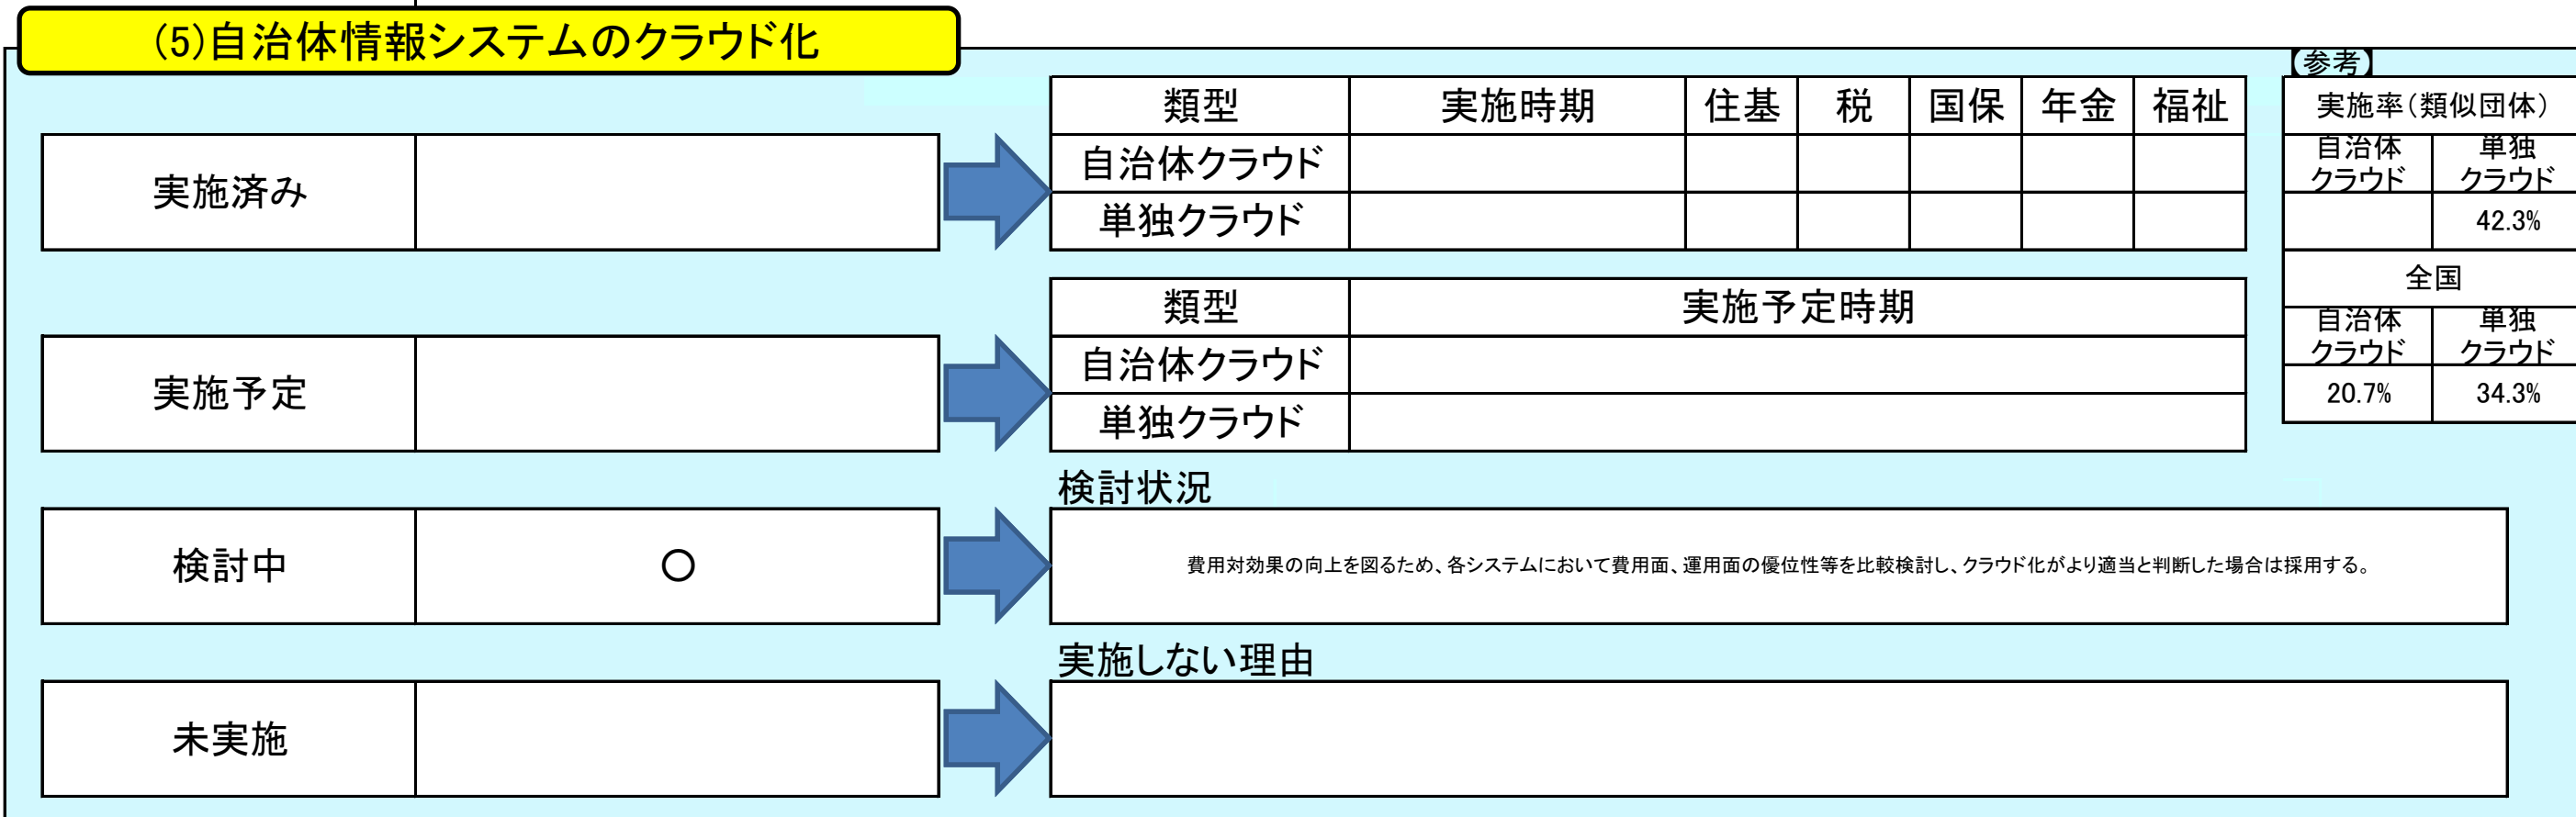 (5)自治体情報システムのクラウド化
【参考】
類型 実施時期 住基 税 国保 年金 福祉
実施率(類似団体)
実施済み
自治体クラウド
単独クラウド
自治体
クラウド
単独
クラウド
42.3%
全国
類型 実施予定時期
実施予定
自治体クラウド
単独クラウド
自治体
クラウド
単独
クラウド
20.7% 34.3%
検討状況
検討中 ○
費用対効果の向上を図るため、各システムにおいて費用面、運用面の優位性等を比較検討し、クラウド化がより適当と判断した場合は採用する。
実施しない理由
未実施